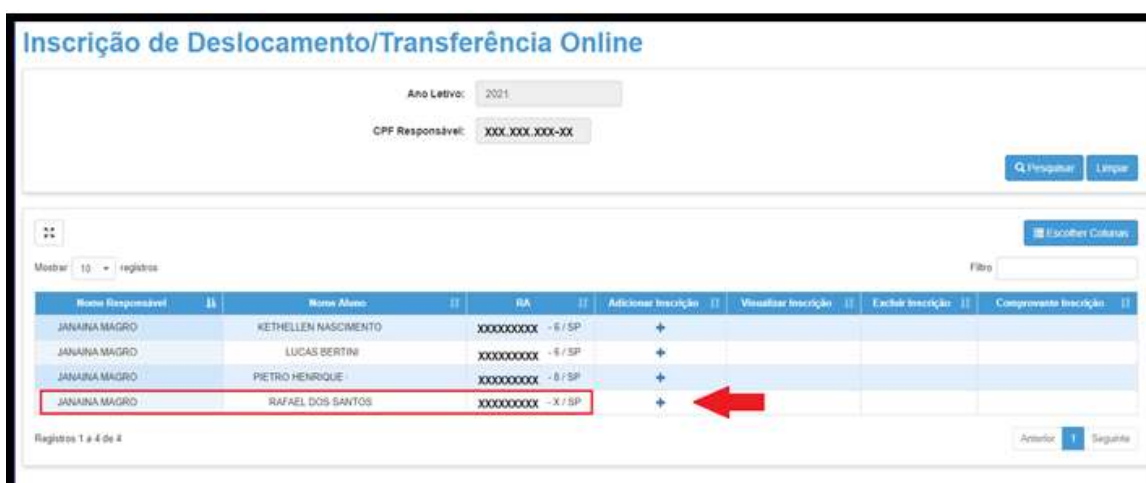 Inscrição de Deslocamento/Transferência Online
Ano Letivo: 2021
CPF Responsável: XXX.XXX.XXX-XX
Pesquisar Limpar
Escolher Colunas
Mostrar 10 registros Filtro
Nome Responsável Nome Aluno RA Adicionar Inscrição Visualizar Inscrição Excluir Inscrição Comprovante Inscrição
JANAINA MAGRO KETHELLEN NASCIMENTO XXXXXXXXX - 6 / SP
JANAINA MAGRO LUCAS BERTINI XXXXXXXXX - 6 / SP
JANAINA MAGRO PIETRO HENRIQUE XXXXXXXXX - 8 / SP
JANAINA MAGRO RAFAEL DOS SANTOS XXXXXXXXX - X / SP
Registros 1 a 4 de 4
Anterior 1 Seguinte